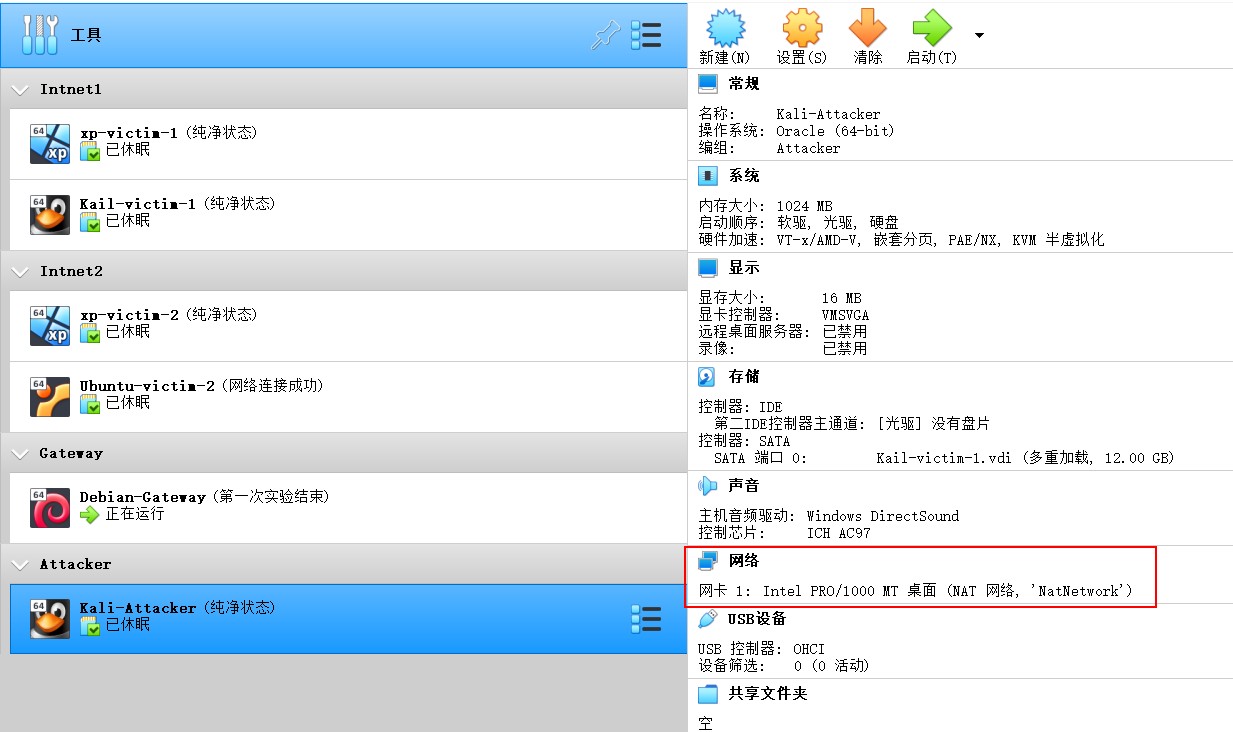 工具
Intnet1
64
xp
xp-victim-1 (纯净状态)
已休眠
64
Kail-victim-1 (纯净状态)
已休眠
Intnet2
64
xp
xp-victim-2 (纯净状态)
已休眠
64
Ubuntu-victim-2 (网络连接成功)
已休眠
Gateway
64
Debian-Gateway (第一次实验结束)
正在运行
Attacker
64
Kali-Attacker (纯净状态)
已休眠
新建(N) 设置(S) 清除 启动(T)
常规
名称: Kali-Attacker
操作系统: Oracle (64-bit)
编组: Attacker
系统
内存大小: 1024 MB
启动顺序: 软驱, 光驱, 硬盘
硬件加速: VT-x/AMD-V, 嵌套分页, PAE/NX, KVM 半虚拟化
显示
显存大小: 16 MB
显卡控制器: VMSVGA
远程桌面服务器: 已禁用
录像: 已禁用
存储
控制器: IDE
第二IDE控制器主通道: [光驱] 没有盘片
控制器: SATA
SATA 端口 0: Kail-victim-1.vdi (多重加载, 12.00 GB)
声音
主机音频驱动: Windows DirectSound
控制芯片: ICH AC97
网络
网卡 1: Intel PRO/1000 MT 桌面 (NAT 网络, 'NatNetwork')
USB设备
USB 控制器: OHCI
设备筛选: 0 (0 活动)
共享文件夹
空